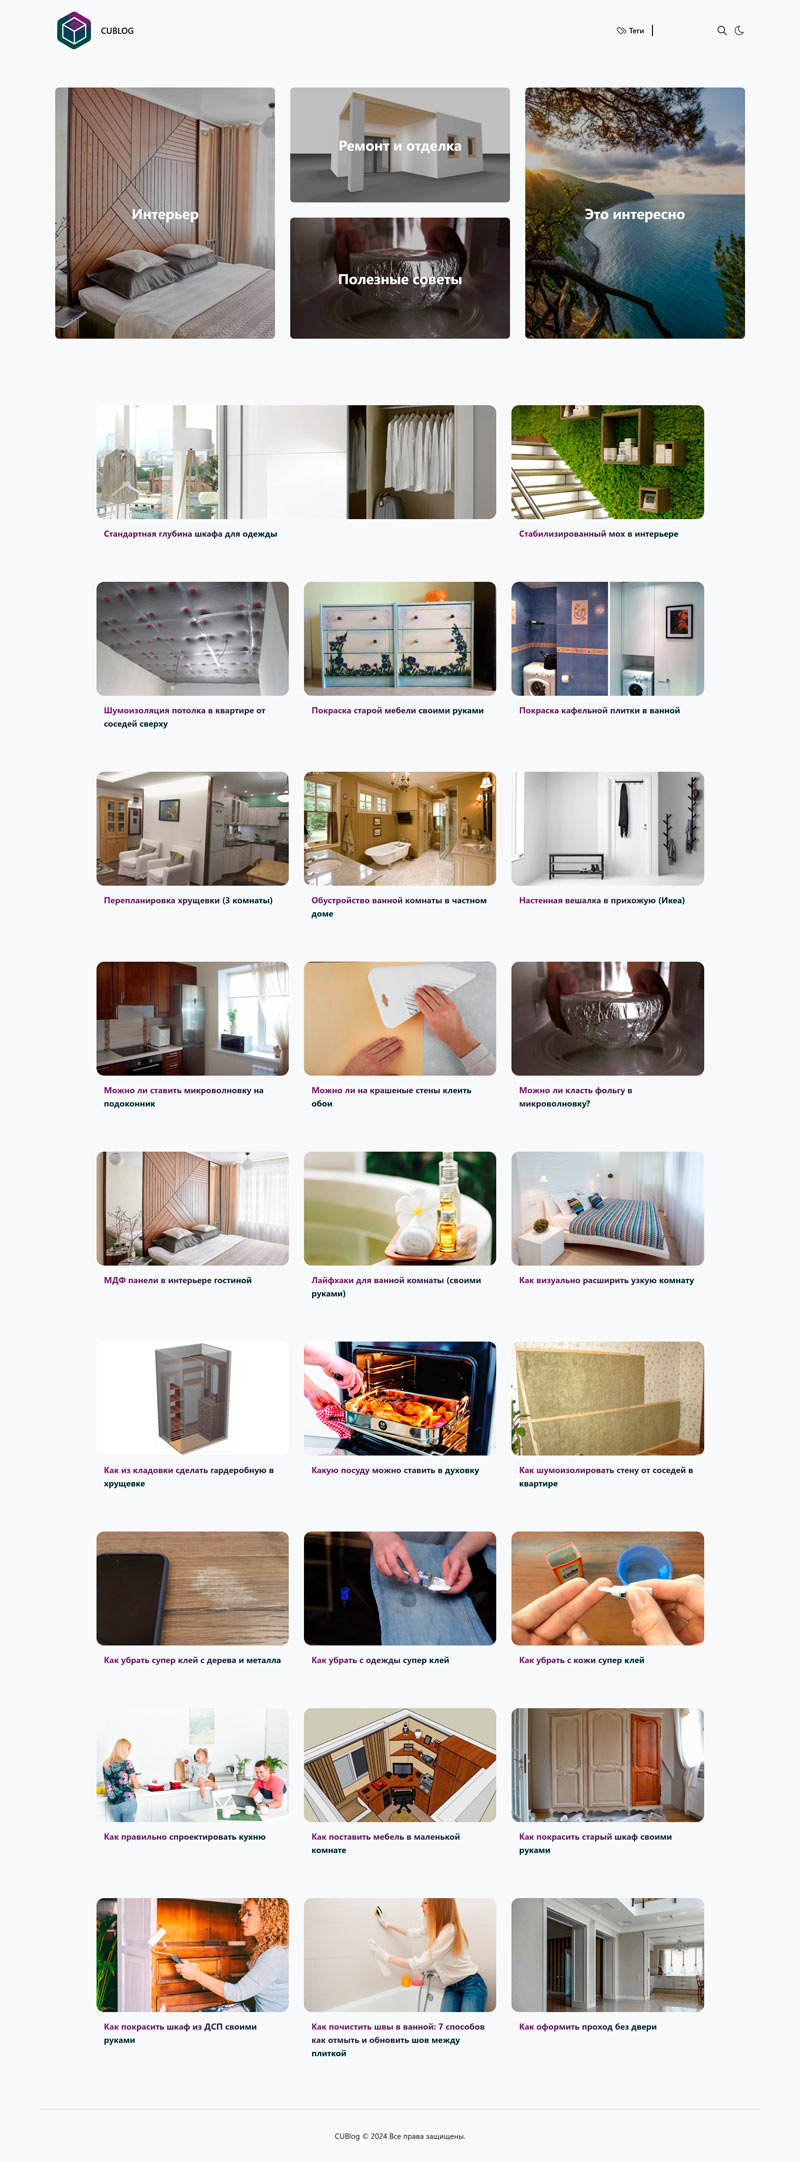 CUBLOG
Теги
Интерьер
Ремонт и отделка
Полезные советы
Это интересно
Стандартная глубина шкафа для одежды
Стабилизированный мох в интерьере
Шумоизоляция потолка в квартире от
соседей сверху
Покраска старой мебели своими руками
Покраска кафельной плитки в ванной
Перепланировка хрущевки (3 комнаты)
Обустройство ванной комнаты в частном
доме
Настенная вешалка в прихожую (Икеа)
Можно ли ставить микроволновку на
подоконник
Можно ли на крашеные стены клеить
обои
Можно ли класть фольгу в
микроволновку?
МДФ панели в интерьере гостиной
Лайфхаки для ванной комнаты (своими
руками)
Как визуально расширить узкую комнату
Как из кладовки сделать гардеробную в
хрущевке
Какую посуду можно ставить в духовку
Как шумоизолировать стену от соседей в
квартире
Как убрать супер клей с дерева и металла
Как убрать с одежды супер клей
Как убрать с кожи супер клей
Как правильно спроектировать кухню
Как поставить мебель в маленькой
комнате
Как покрасить старый шкаф своими
руками
Как покрасить шкаф из ДСП своими
руками
Как почистить швы в ванной: 7 способов
как отмыть и обновить шов между
плиткой
Как оформить проход без двери
CUBlog © 2024 Все права защищены.